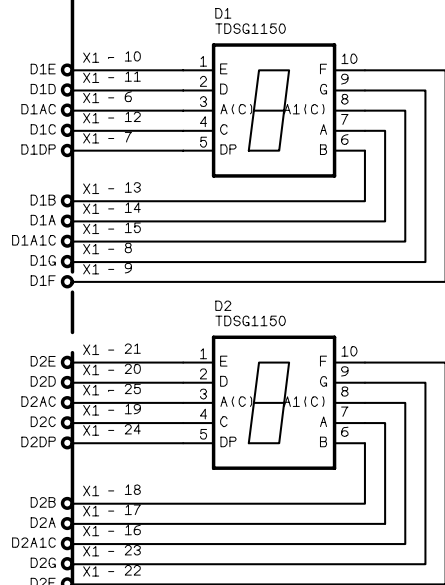 D1
TDSG1150
D1E X1 - 10 1 E F 10
D1D X1 - 11 2 D G 9
D1AC X1 - 6 3 A(C) A1(C) 8
D1C X1 - 12 4 C A 7
D1DP X1 - 7 5 DP B 6
D1B X1 - 13
D1A X1 - 14
D1A1C X1 - 15
D1G X1 - 8
D1F X1 - 9
D2
TDSG1150
D2E X1 - 21 1 E F 10
D2D X1 - 20 2 D G 9
D2AC X1 - 25 3 A(C) A1(C) 8
D2C X1 - 19 4 C A 7
D2DP X1 - 24 5 DP B 6
D2B X1 - 18
D2A X1 - 17
D2A1C X1 - 16
D2G X1 - 23
D2F X1 - 22